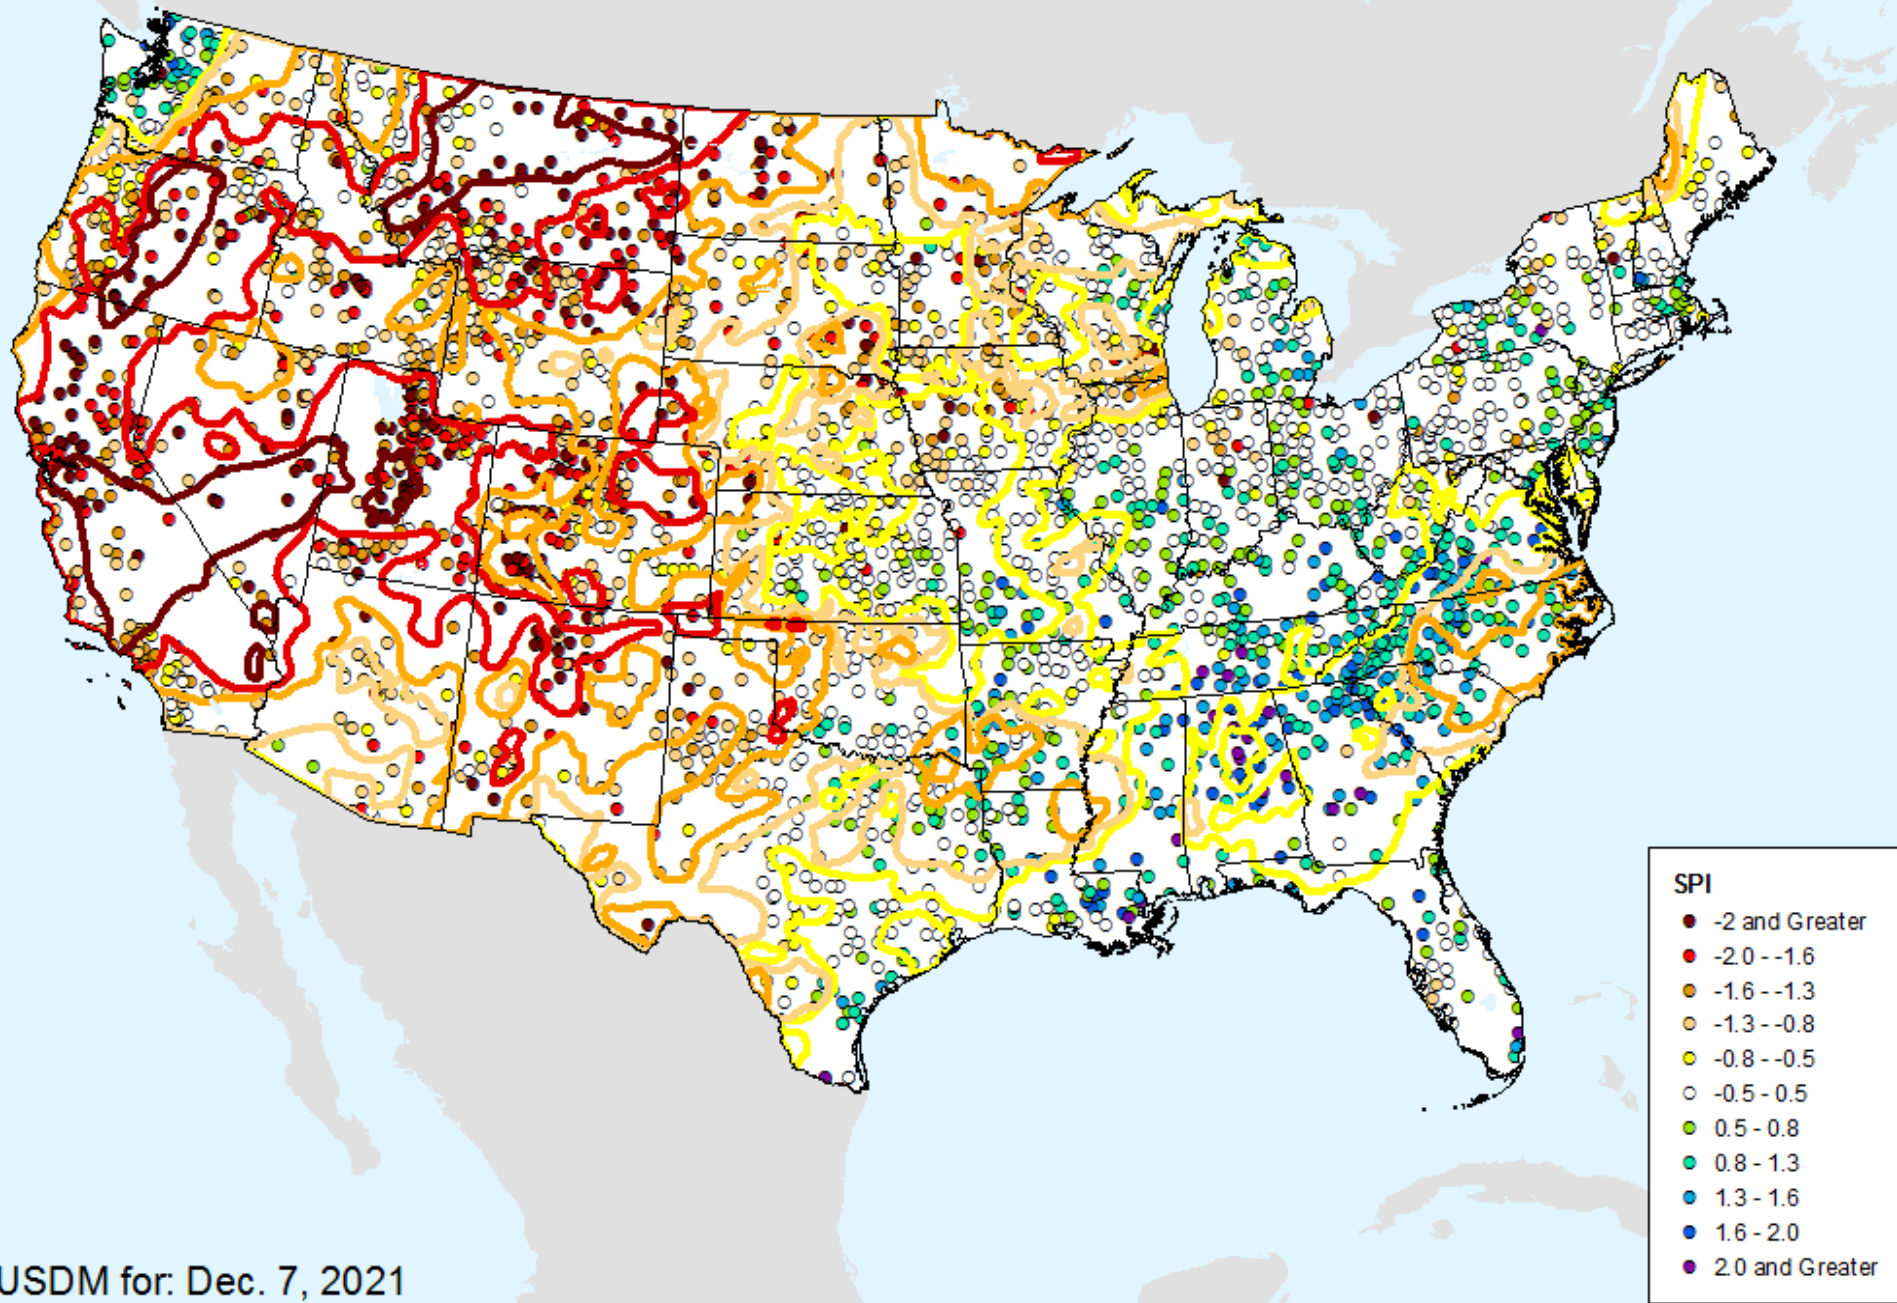 SPI
-2 and Greater
-2.0 - -1.6
-1.6 - -1.3
-1.3 - -0.8
-0.8 - -0.5
-0.5 - 0.5
0.5 - 0.8
0.8 - 1.3
1.3 - 1.6
1.6 - 2.0
2.0 and Greater
USDM for: Dec. 7, 2021